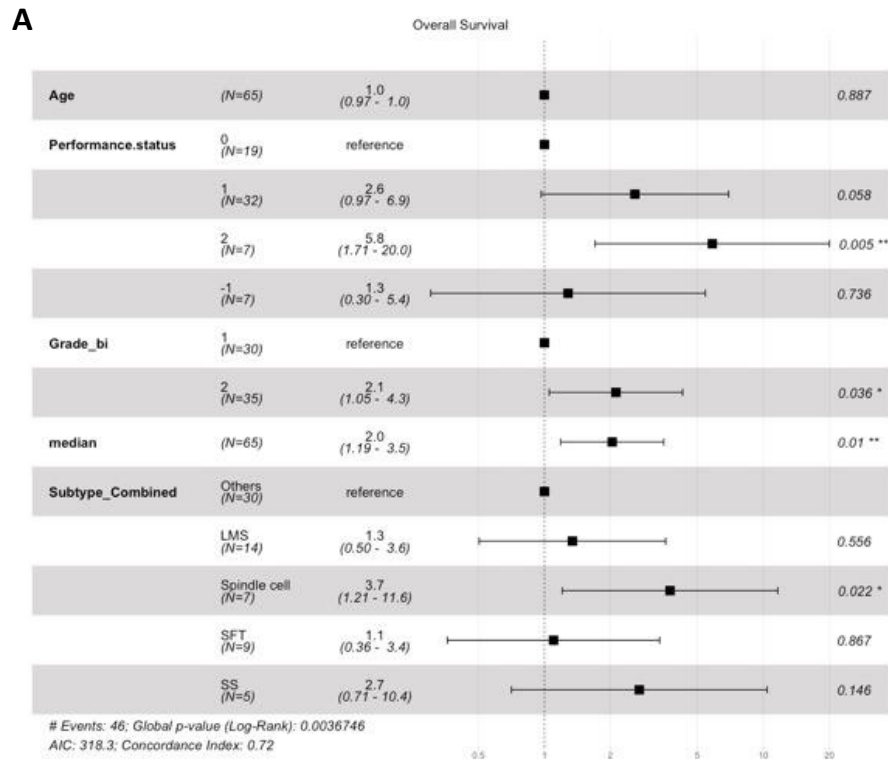 A
Overall Survival
Age (N=65) 1.0 0.887
(0.97 - 1.0)
Performance.status 0 reference
(N=19)
1 2.6 0.058
(N=32) (0.97 - 6.9)
2 5.8 0.005 **
(N=7) (1.71 - 20.0)
-1 1.3 0.736
(N=7) (0.30 - 5.4)
Grade_bi 1 reference
(N=30)
2 2.1 0.036 *
(N=35) (1.05 - 4.3)
median (N=65) 2.0 0.01 **
(1.19 - 3.5)
Subtype_Combined Others reference
(N=30)
LMS 1.3 0.556
(N=14) (0.50 - 3.6)
Spindle cell 3.7 0.022 *
(N=7) (1.21 - 11.6)
SFT 1.1 0.867
(N=9) (0.36 - 3.4)
SS 2.7 0.146
(N=5) (0.71 - 10.4)
# Events: 46; Global p-value (Log-Rank): 0.0036746
AIC: 318.3; Concordance Index: 0.72
0.5 1 2 5 10 20